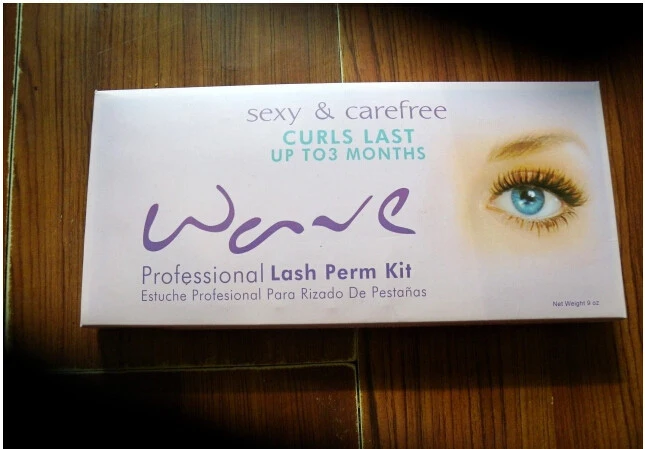 sexy & carefree
CURLS LAST
UP TO3 MONTHS
Wave
Professional Lash Perm Kit
Estuche Profesional Para Rizado De Pestañas
Net Weight 9 oz